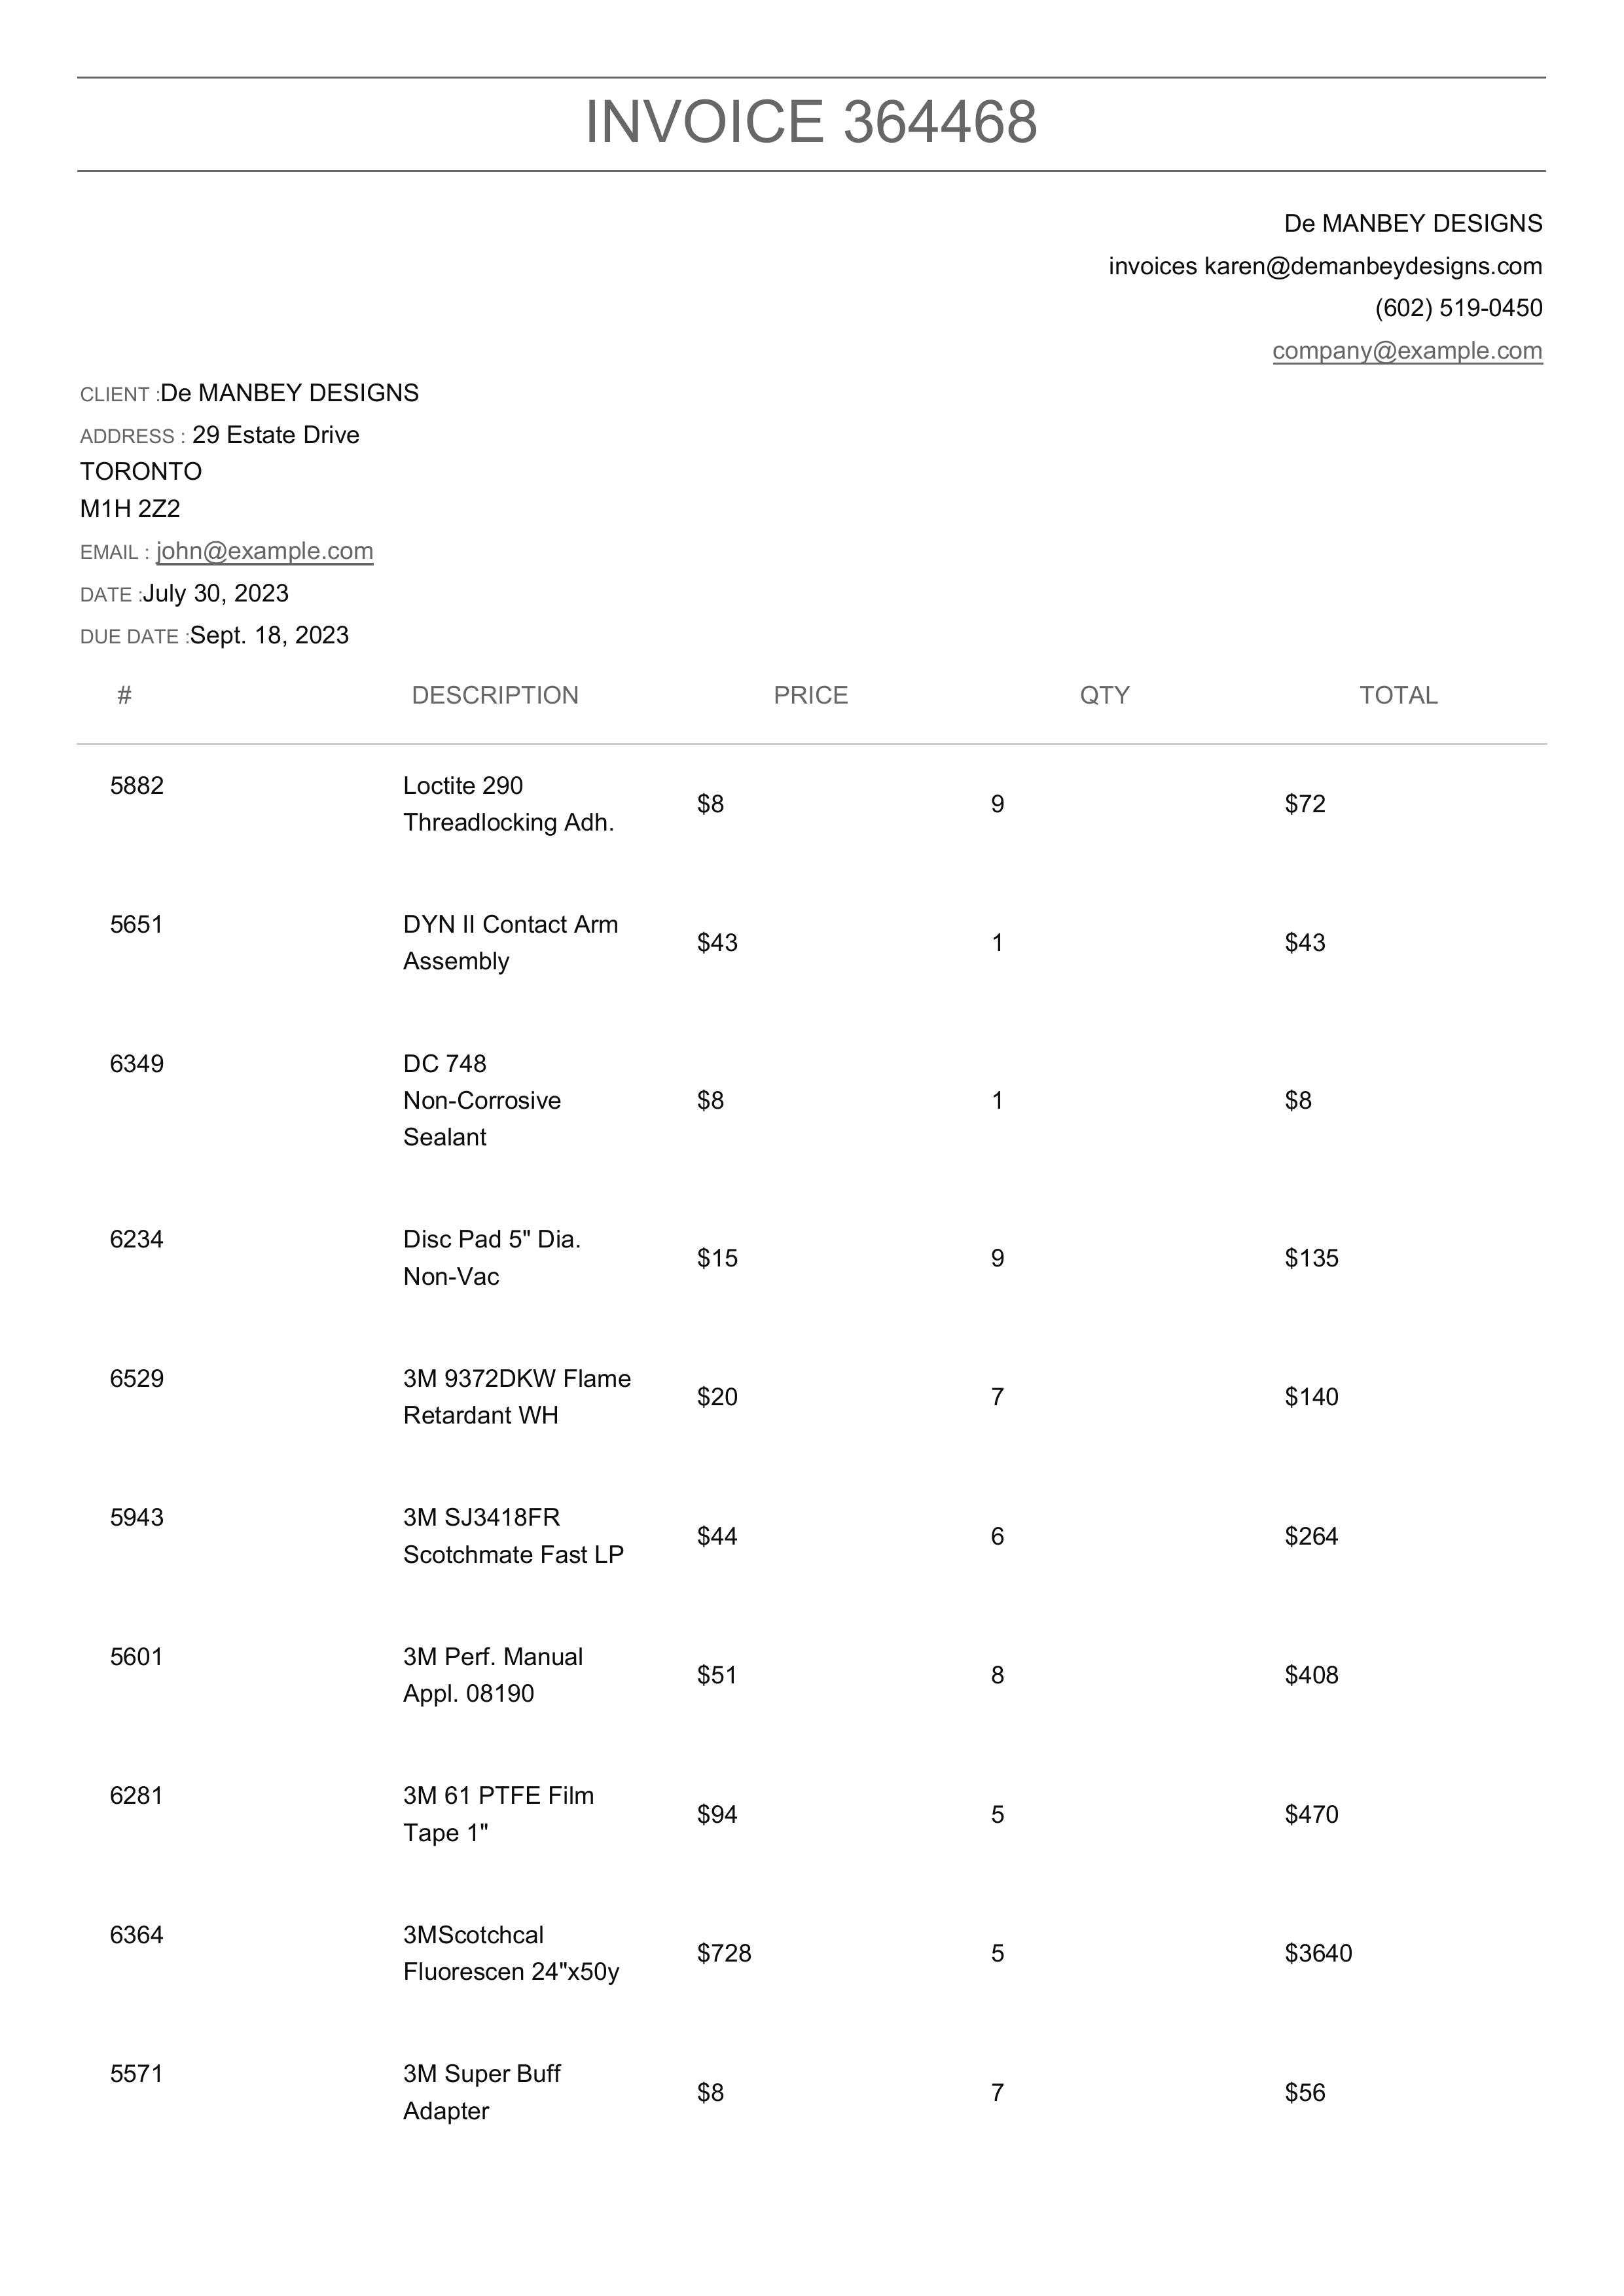 INVOICE 364468
De MANBEY DESIGNS
invoices karen@demanbeydesigns.com
(602) 519-0450
company@example.com
CLIENT :De MANBEY DESIGNS
ADDRESS : 29 Estate Drive
TORONTO
M1H 2Z2
EMAIL : john@example.com
DATE :July 30, 2023
DUE DATE :Sept. 18, 2023
# DESCRIPTION PRICE QTY TOTAL
5882 Loctite 290
Threadlocking Adh. $8 9 $72
5651 DYN II Contact Arm
Assembly $43 1 $43
6349 DC 748
Non-Corrosive $8 1 $8
Sealant
6234 Disc Pad 5" Dia.
Non-Vac $15 9 $135
6529 3M 9372DKW Flame
Retardant WH $20 7 $140
5943 3M SJ3418FR
Scotchmate Fast LP $44 6 $264
5601 3M Perf. Manual
Appl. 08190 $51 8 $408
6281 3M 61 PTFE Film
Tape 1" $94 5 $470
6364 3MScotchcal
Fluorescen 24"x50y $728 5 $3640
5571 3M Super Buff
Adapter $8 7 $56